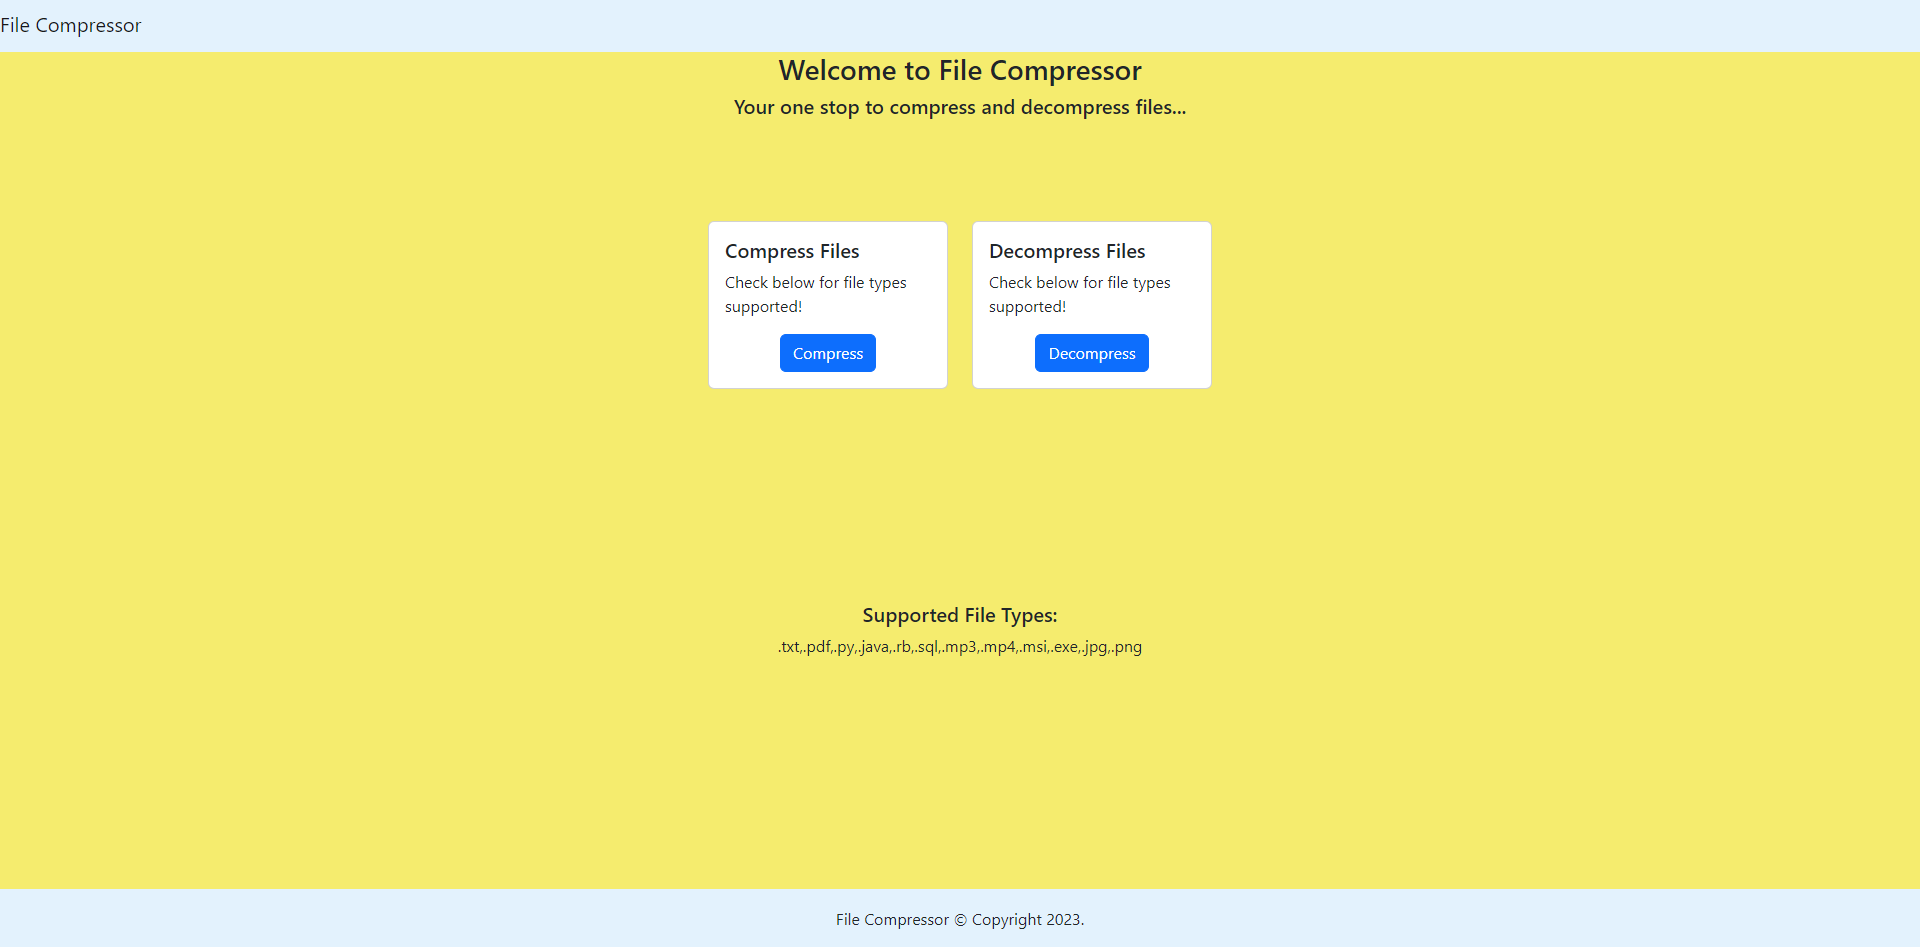 File Compressor
Welcome to File Compressor
Your one stop to compress and decompress files...
Compress Files
Check below for file types
supported!
Compress
Decompress Files
Check below for file types
supported!
Decompress
Supported File Types:
.txt,.pdf,.py,.java,.rb,.sql,.mp3,.mp4,.msi,.exe,.jpg,.png
File Compressor © Copyright 2023.